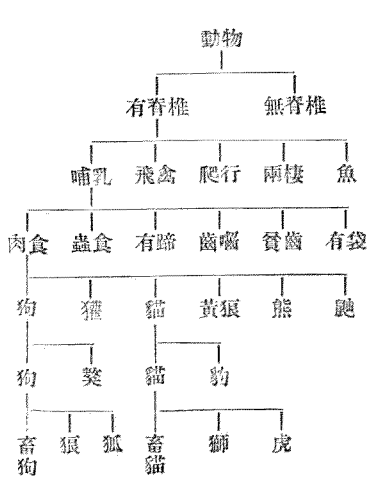 動物
有脊椎 無脊椎
哺乳 飛禽 爬行 兩棲 魚
肉食 蟲食 有蹄 齒囓 貧齒 有袋
狗 獾 貓 黃狼 熊 鼬
狗 貓 豹
畜狗 狼 狐 畜貓 獅 虎